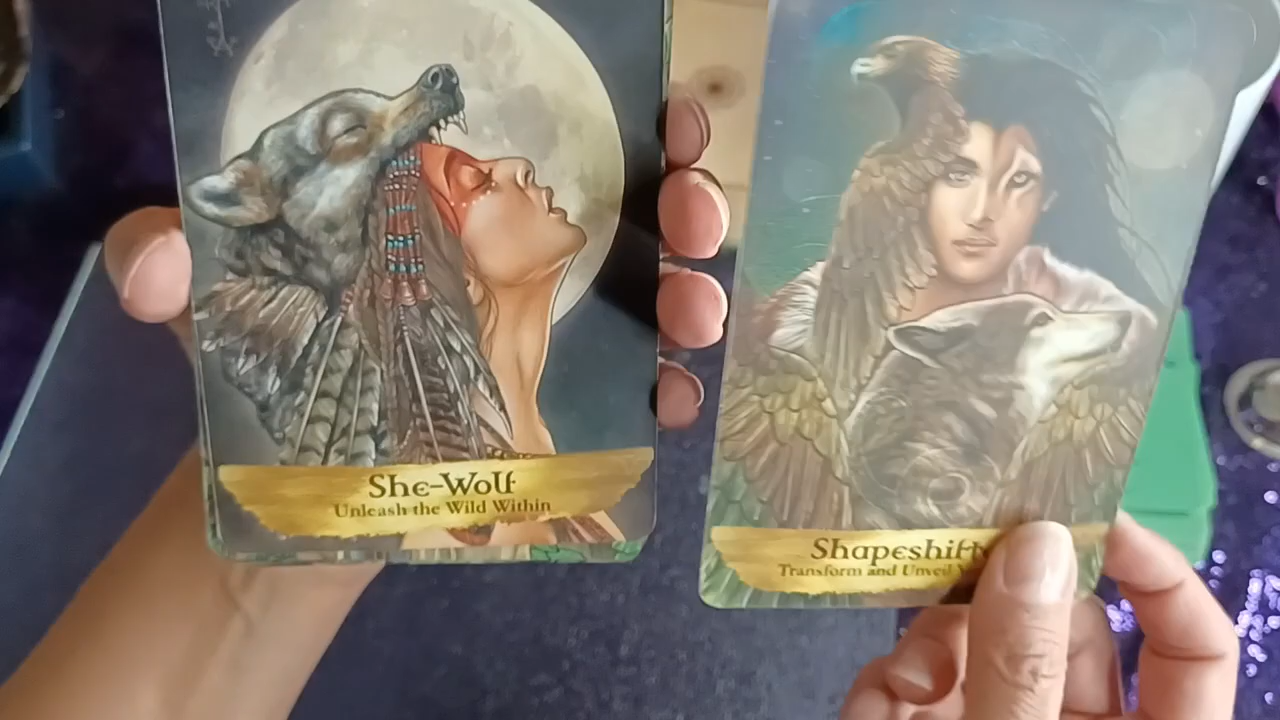 She-Wolf
Unleash the Wild Within
Shapeshift
Transform and Unveil